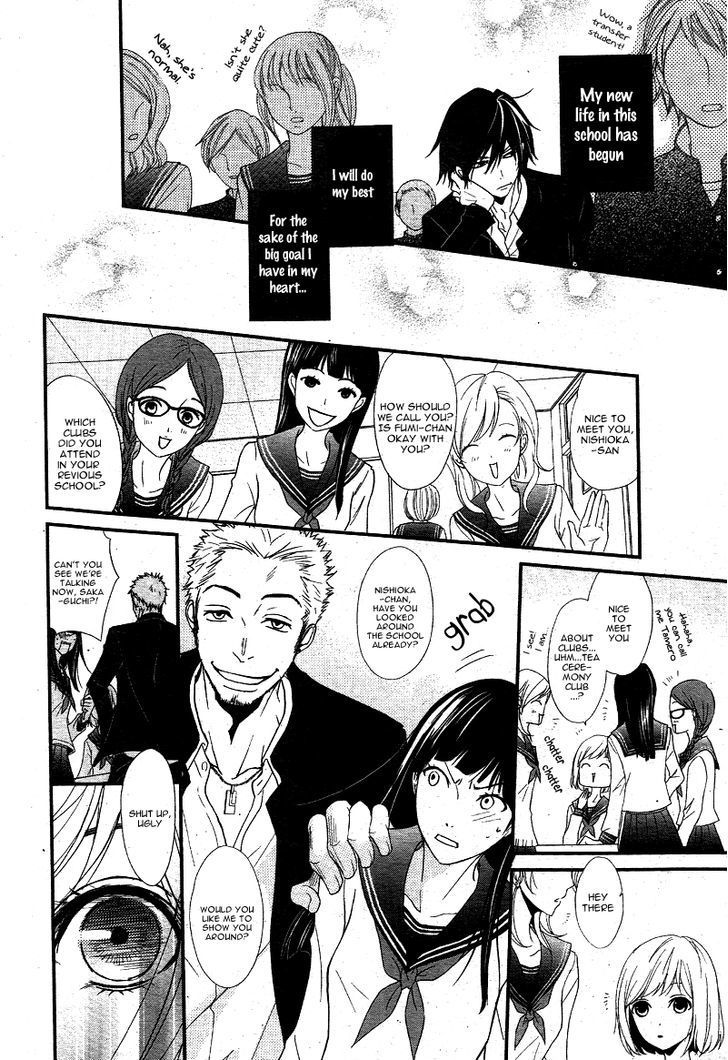 Wow, a
transfer
student!
My new
life in this
school has
begun
Isn't she
quite cute?
Nah, she's
normal.
I will do
my best
For the
sake of the
big goal I
have in my
heart...
NICE TO
MEET YOU,
NISHIOKA
-SAN
HOW SHOULD
WE CALL YOU?
IS FUMI-CHAN
OKAY WITH
YOU?
WHICH
CLUBS
DID YOU
ATTEND
IN YOUR
REVIOUS
SCHOOL?
Hahaha,
you can call
me Tamero
NICE
TO
MEET
YOU
ABOUT
CLUBS...
UHM...TEA
CERE-
MONY
CLUB
...?
I see!
I am
chatter
chatter
HEY
THERE
grab
NISHIOKA
-CHAN,
HAVE YOU
LOOKED
AROUND
THE SCHOOL
ALREADY?
WOULD YOU
LIKE ME TO
SHOW YOU
AROUND?
CAN'T YOU
SEE WE'RE
TALKING
NOW, SAKA
-GUCHI?!
SHUT UP,
UGLY